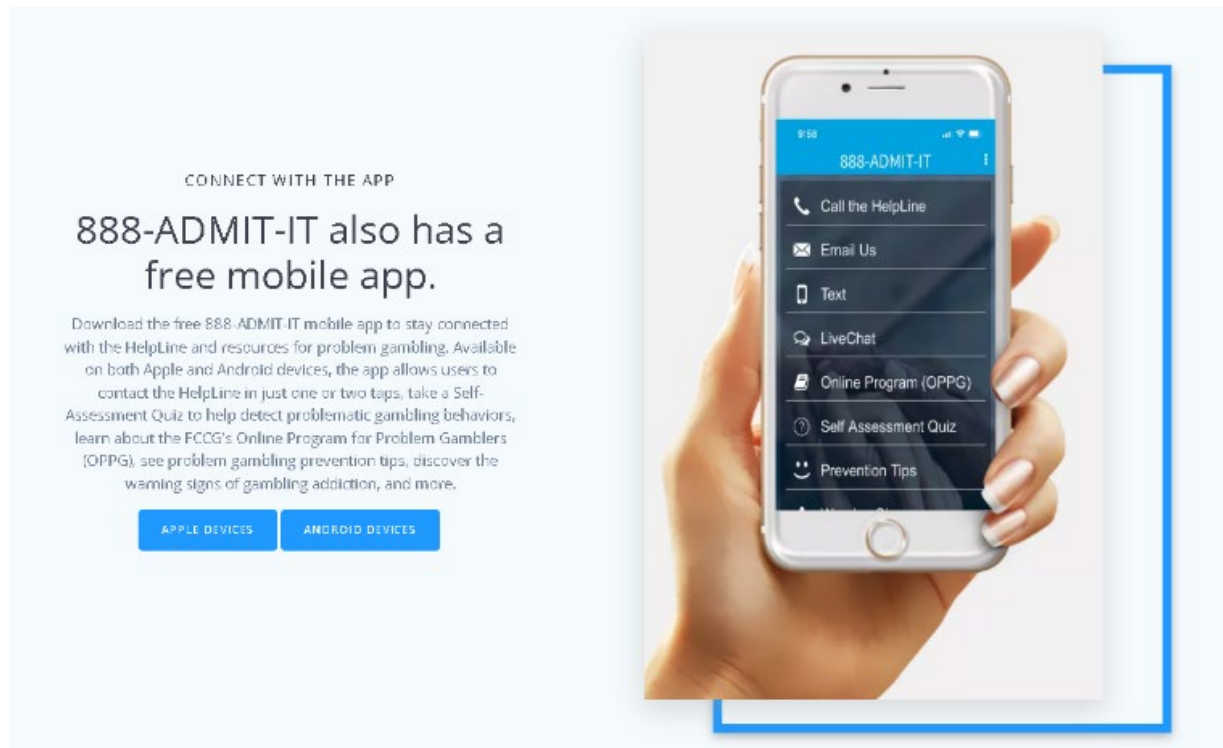 CONNECT WITH THE APP
888-ADMIT-IT also has a
free mobile app.
Download the free 888-ADMIT-IT mobile app to stay connected
with the HelpLine and resources for problem gambling. Available
on both Apple and Android devices, the app allows users to
contact the HelpLine in just one or two taps, take a Self-
Assessment Quiz to help detect problematic gambling behaviors,
learn about the FCCG's Online Program for Problem Gamblers
(OPPG), see problem gambling prevention tips, discover the
warning signs of gambling addiction, and more.
APPLE DEVICES
ANDROID DEVICES
9:58
888-ADMIT-IT
Call the HelpLine
Email Us
Text
LiveChat
Online Program (OPPG)
Self Assessment Quiz
Prevention Tips